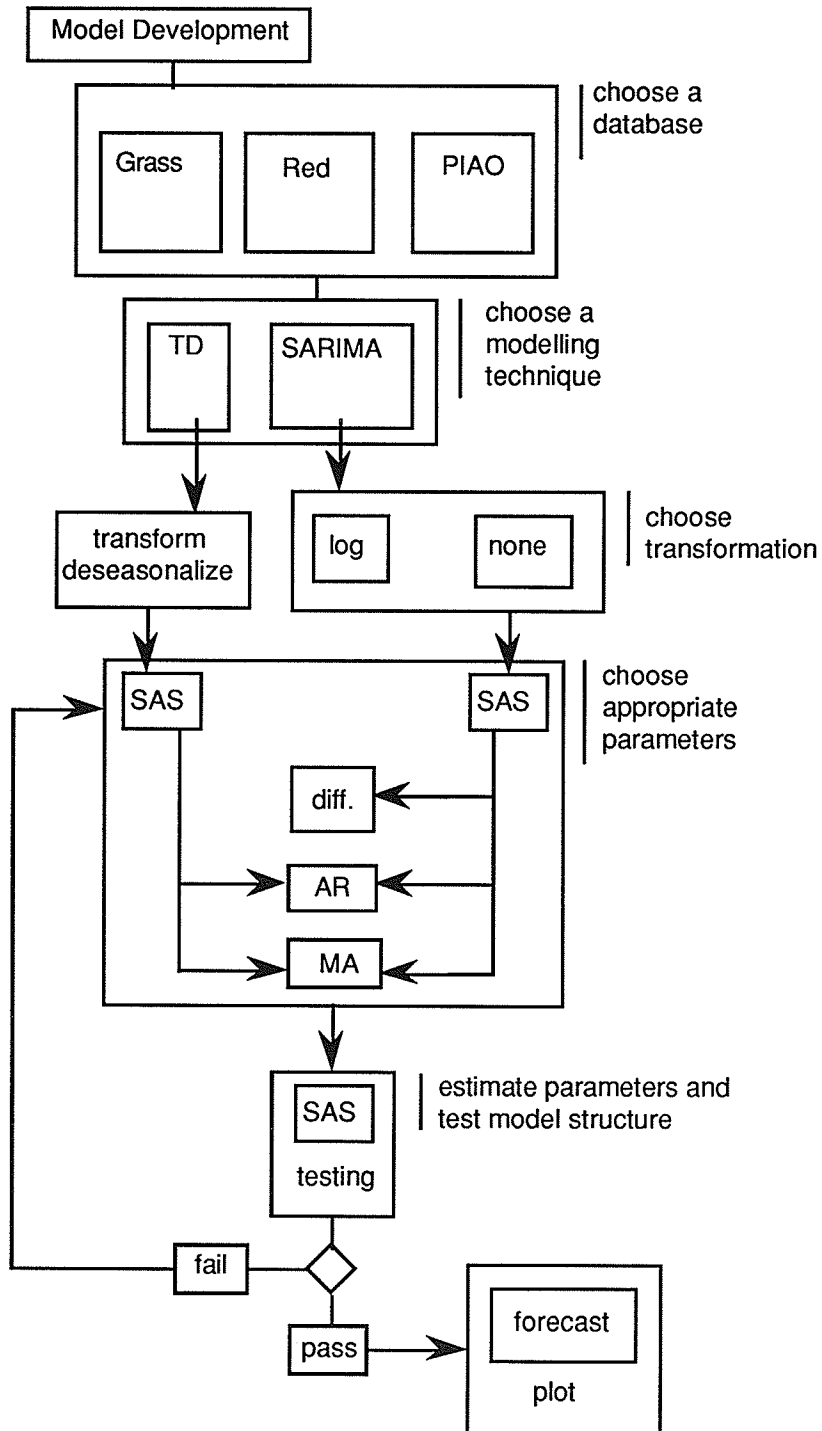 Model Development
choose a
database
Grass
Red
PIAO
choose a
modelling
technique
TD
SARIMA
transform
deseasonalize
log
none
choose
transformation
SAS
SAS
choose
appropriate
parameters
diff.
AR
MA
SAS
testing
estimate parameters and
test model structure
fail
pass
forecast
plot